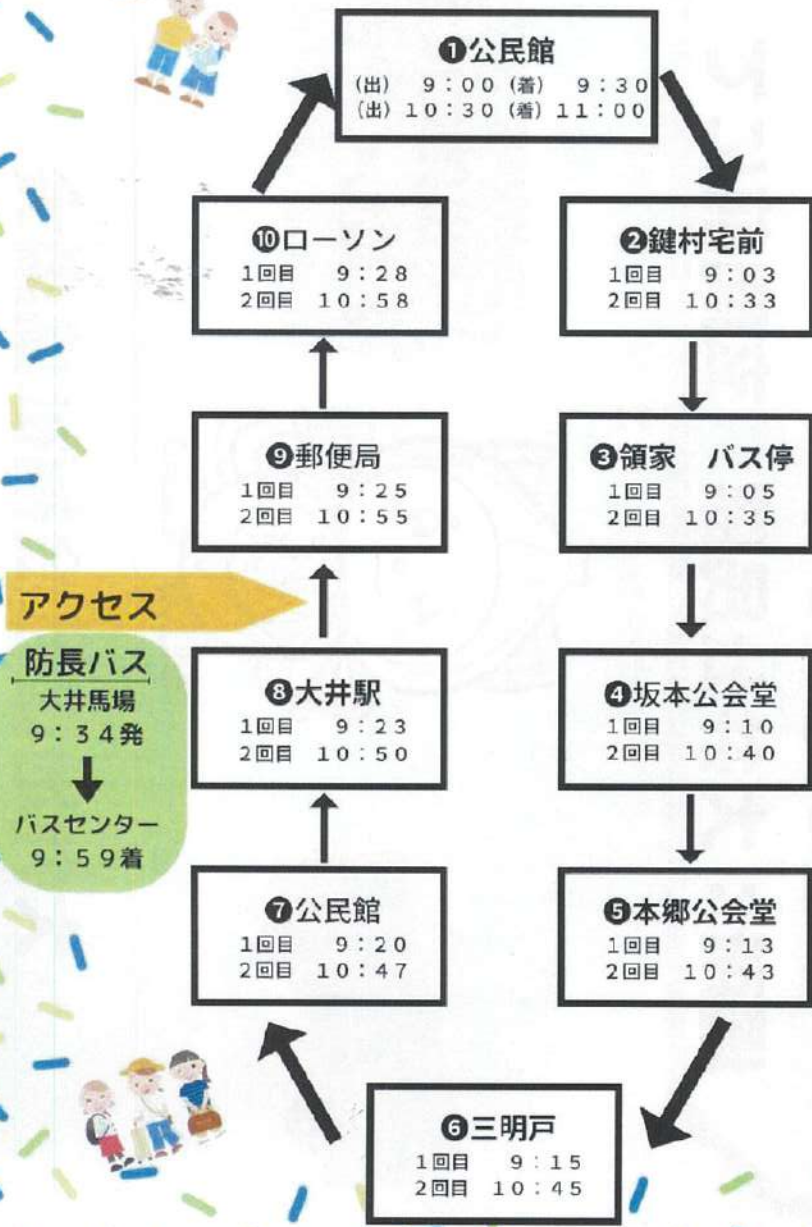 ❶公民館
(出) 9:00 (着) 9:30
(出) 10:30 (着) 11:00
❷鍵村宅前
1回目 9:03
2回目 10:33
❸領家 バス停
1回目 9:05
2回目 10:35
❹坂本公会堂
1回目 9:10
2回目 10:40
❺本郷公会堂
1回目 9:13
2回目 10:43
❻三明戸
1回目 9:15
2回目 10:45
❼公民館
1回目 9:20
2回目 10:47
❽大井駅
1回目 9:23
2回目 10:50
❾郵便局
1回目 9:25
2回目 10:55
❿ローソン
1回目 9:28
2回目 10:58
アクセス
防長バス
大井馬場
9:34発
バスセンター
9:59着